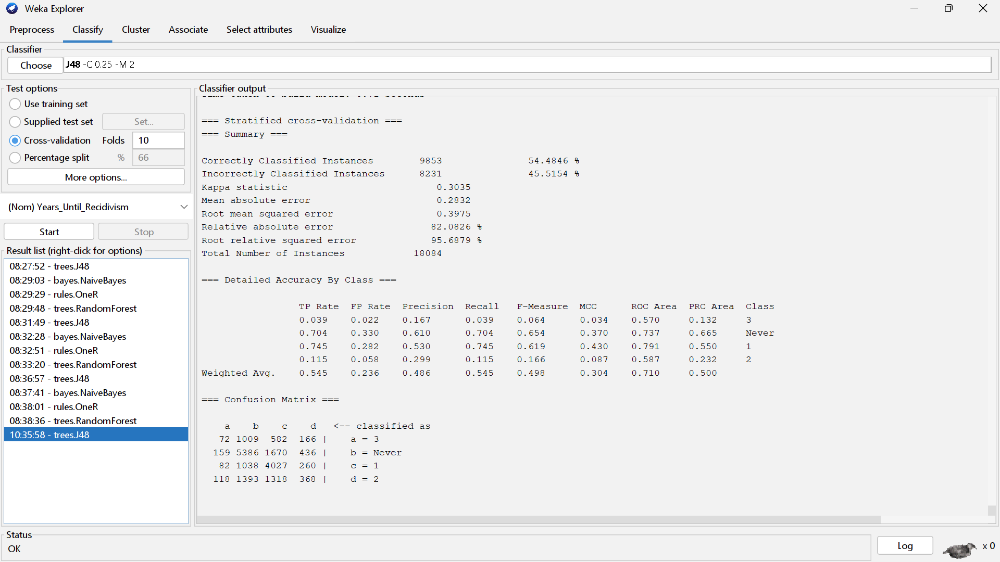 Weka Explorer
Preprocess Classify Cluster Associate Select attributes Visualize
Classifier
Choose J48 -C 0.25 -M 2
Test options
Use training set
Supplied test set Set...
Cross-validation Folds 10
Percentage split % 66
More options...
(Nom) Years_Until_Recidivism
Start Stop
Result list (right-click for options)
08:27:52 - trees.J48
08:29:03 - bayes.NaiveBayes
08:29:29 - rules.OneR
08:29:48 - trees.RandomForest
08:31:49 - trees.J48
08:32:28 - bayes.NaiveBayes
08:32:51 - rules.OneR
08:33:20 - trees.RandomForest
08:36:57 - trees.J48
08:37:41 - bayes.NaiveBayes
08:38:01 - rules.OneR
08:38:36 - trees.RandomForest
10:35:58 - trees.J48
Classifier output
=== Stratified cross-validation ===
=== Summary ===
Correctly Classified Instances 9853 54.4846 %
Incorrectly Classified Instances 8231 45.5154 %
Kappa statistic 0.3035
Mean absolute error 0.2832
Root mean squared error 0.3975
Relative absolute error 82.0826 %
Root relative squared error 95.6879 %
Total Number of Instances 18084
=== Detailed Accuracy By Class ===
TP Rate FP Rate Precision Recall F-Measure MCC ROC Area PRC Area Class
0.039 0.022 0.167 0.039 0.064 0.034 0.570 0.132 3
0.704 0.330 0.610 0.704 0.654 0.370 0.737 0.665 Never
0.745 0.282 0.530 0.745 0.619 0.430 0.791 0.550 1
0.115 0.058 0.299 0.115 0.166 0.087 0.587 0.232 2
Weighted Avg. 0.545 0.236 0.486 0.545 0.498 0.304 0.710 0.500
=== Confusion Matrix ===
a b c d <-- classified as
72 1009 582 166 | a = 3
159 5386 1670 436 | b = Never
82 1038 4027 260 | c = 1
118 1393 1318 368 | d = 2
Status
OK
Log x 0